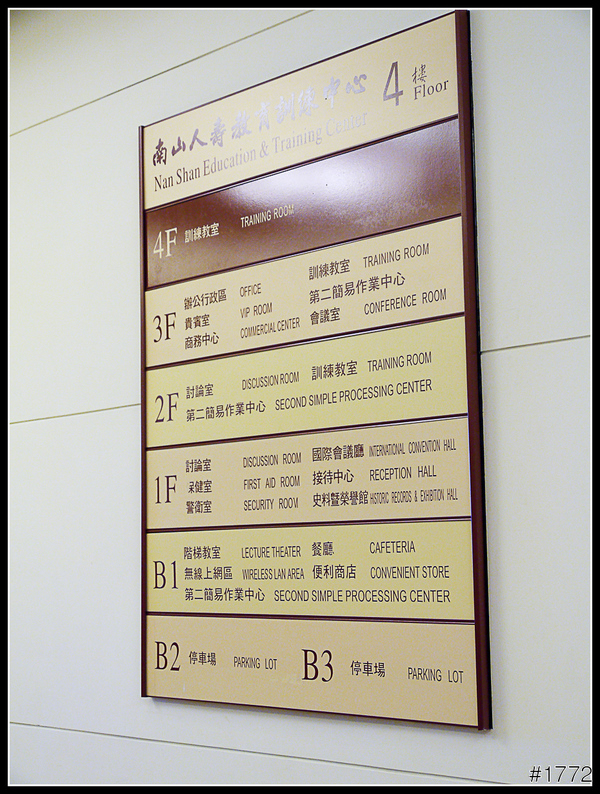 南山人壽教育訓練中心 4樓
Nan Shan Education & Training Center Floor
4F 訓練教室 TRAINING ROOM
3F 辦公行政區 OFFICE 訓練教室 TRAINING ROOM
貴賓室 VIP ROOM 第二簡易作業中心
商務中心 COMMERCIAL CENTER 會議室 CONFERENCE ROOM
2F 討論室 DISCUSSION ROOM 訓練教室 TRAINING ROOM
第二簡易作業中心 SECOND SIMPLE PROCESSING CENTER
1F 討論室 DISCUSSION ROOM 國際會議廳 INTERNATIONAL CONVENTION HALL
保健室 FIRST AID ROOM 接待中心 RECEPTION HALL
警衛室 SECURITY ROOM 史料暨榮譽館 HISTORIC RECORDS & EXHIBITION HALL
B1 階梯教室 LECTURE THEATER 餐廳 CAFETERIA
無線上網區 WIRELESS LAN AREA 便利商店 CONVENIENT STORE
第二簡易作業中心 SECOND SIMPLE PROCESSING CENTER
B2 停車場 PARKING LOT B3 停車場 PARKING LOT
#1772